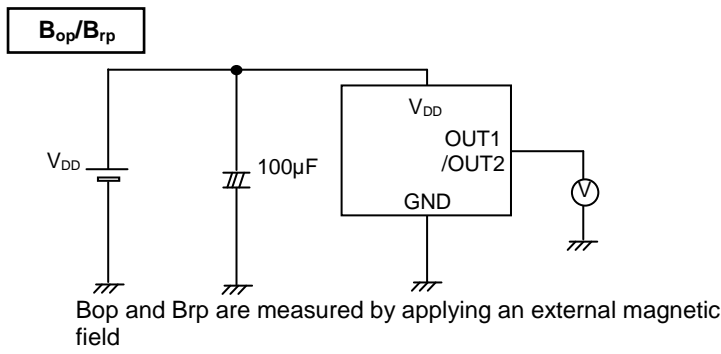 Bop/Brp
VDD
OUT1
/OUT2
GND
VDD
100µF
V
Bop and Brp are measured by applying an external magnetic
field